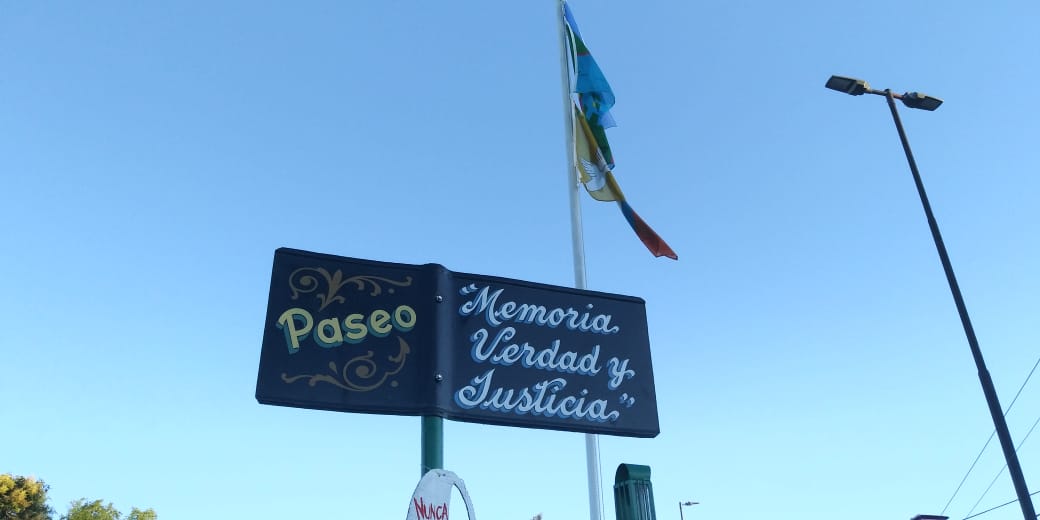 Paseo
"Memoria,
Verdad y
Justicia"
NUNCA